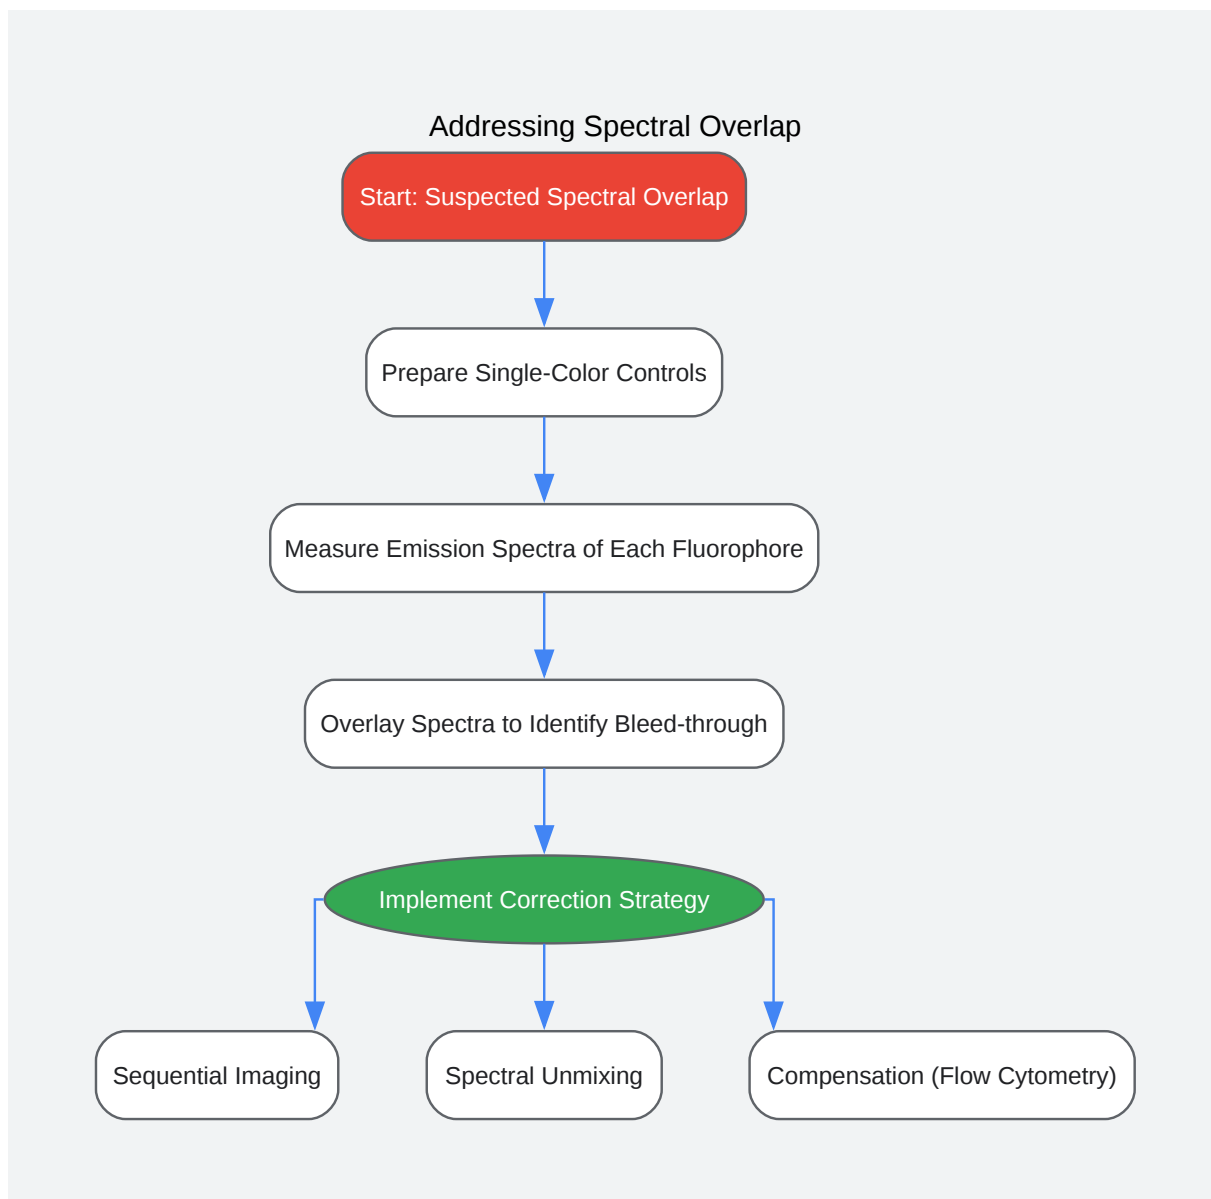 Addressing Spectral Overlap
Start: Suspected Spectral Overlap
Prepare Single-Color Controls
Measure Emission Spectra of Each Fluorophore
Overlay Spectra to Identify Bleed-through
Implement Correction Strategy
Sequential Imaging
Spectral Unmixing
Compensation (Flow Cytometry)